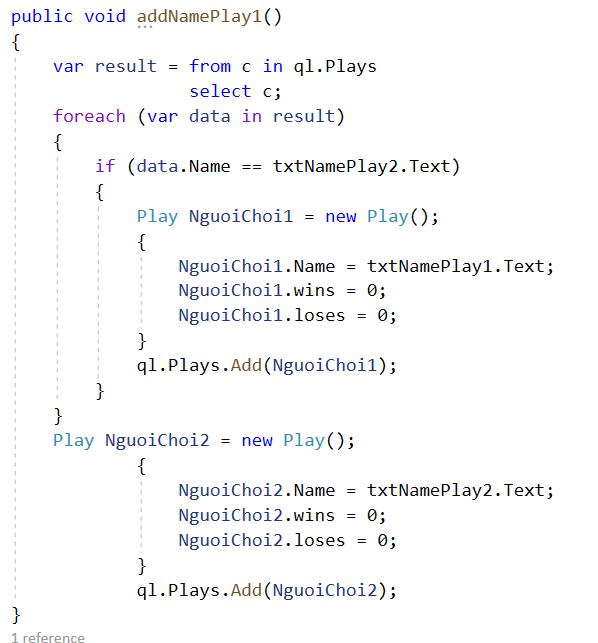 public void addNamePlay1()
{
    var result = from c in ql.Plays
                 select c;
    foreach (var data in result)
    {
        if (data.Name == txtNamePlay2.Text)
        {
            Play NguoiChoi1 = new Play();
            {
                NguoiChoi1.Name = txtNamePlay1.Text;
                NguoiChoi1.wins = 0;
                NguoiChoi1.loses = 0;
            }
            ql.Plays.Add(NguoiChoi1);
        }
    }
    Play NguoiChoi2 = new Play();
            {
                NguoiChoi2.Name = txtNamePlay2.Text;
                NguoiChoi2.wins = 0;
                NguoiChoi2.loses = 0;
            }
            ql.Plays.Add(NguoiChoi2);
}
1 reference